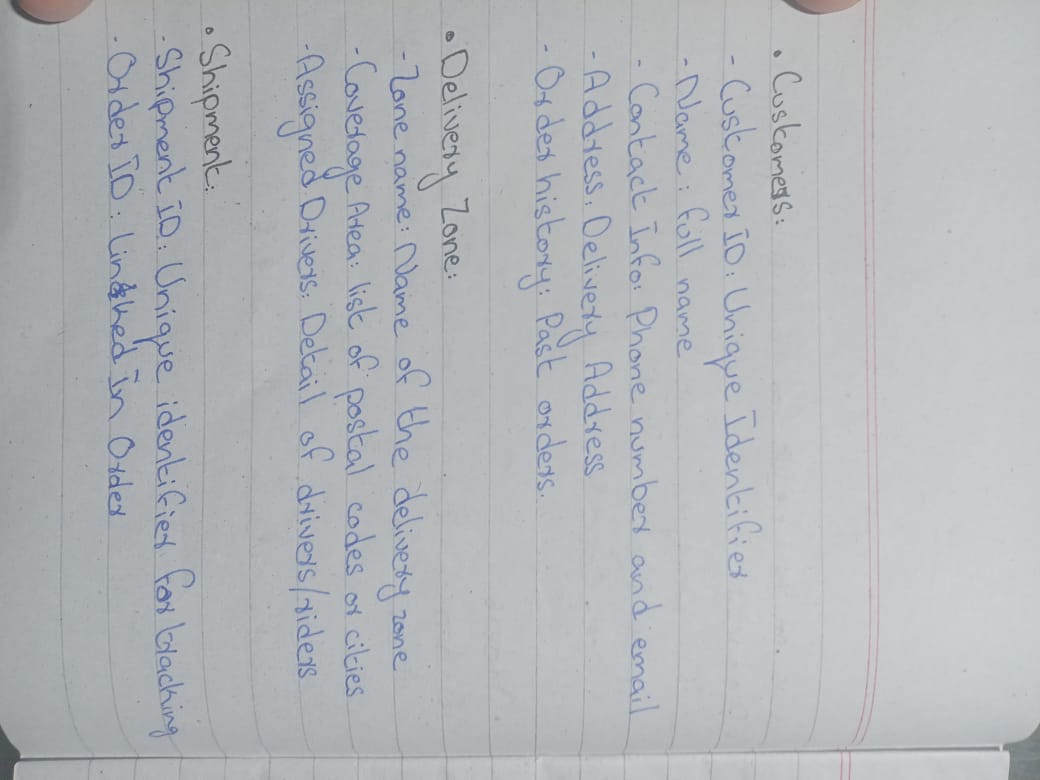 • Customers:
- Customer ID: Unique Identifier
- Name: full name
- Contact Info: Phone number and email
- Address: Delivery Address
- Order history: Past orders.
• Delivery Zone:
- Zone name: Name of the delivery zone
- Coverage Area: list of postal codes or cities
- Assigned Drivers: Detail of drivers/riders
• Shipment:
- Shipment ID: Unique identifier for tracking
- Order ID: linked in Order